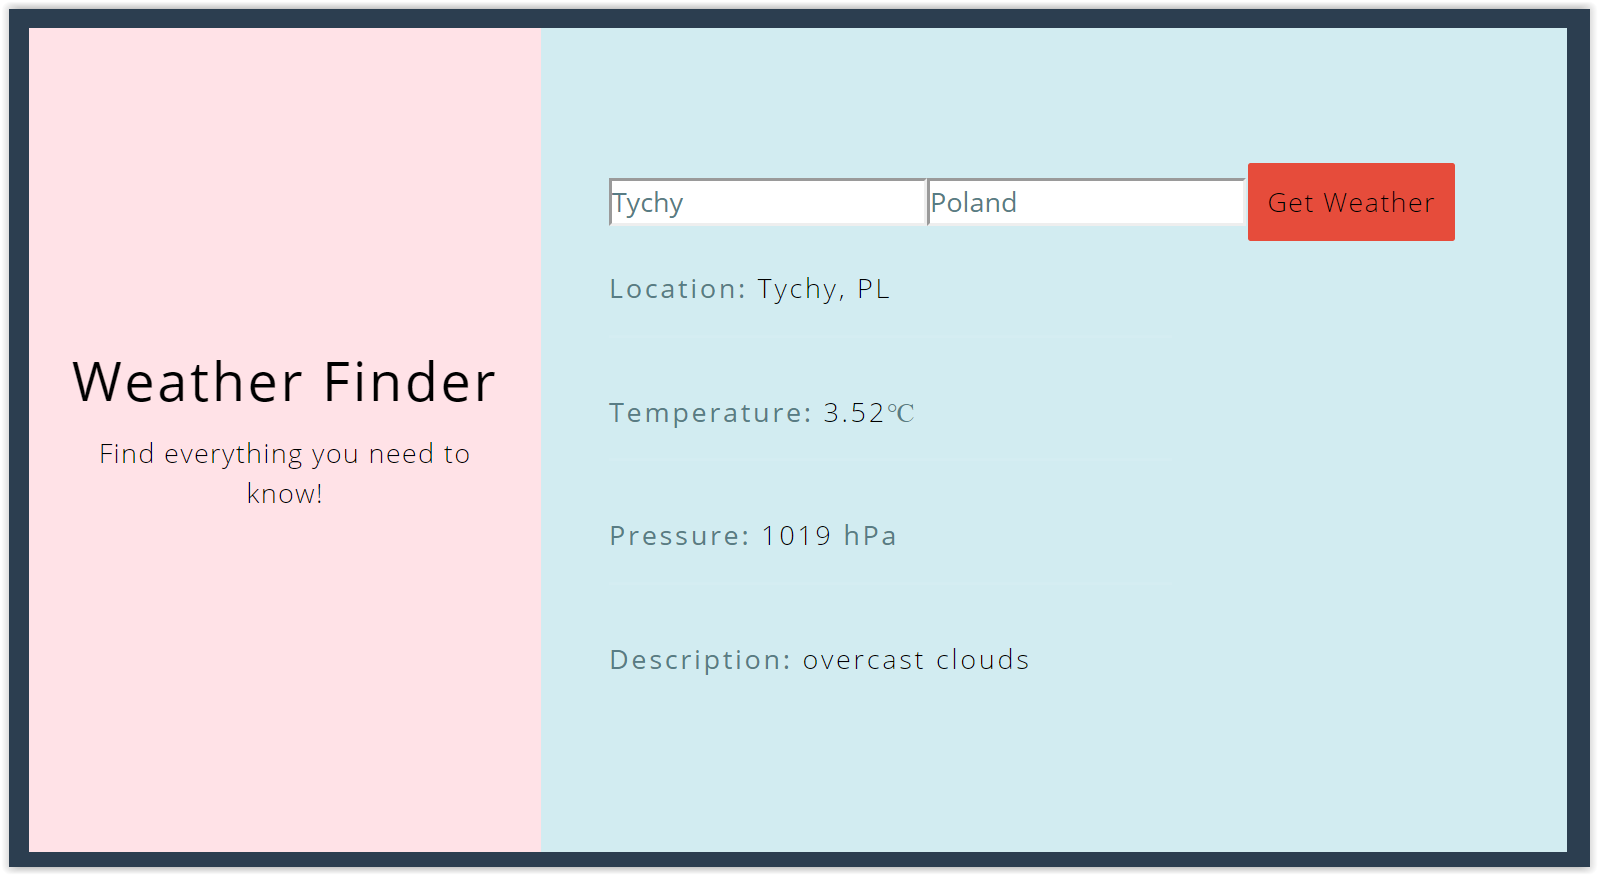 Weather Finder
Find everything you need to
know!
Tychy Poland Get Weather
Location: Tychy, PL
Temperature: 3.52℃
Pressure: 1019 hPa
Description: overcast clouds